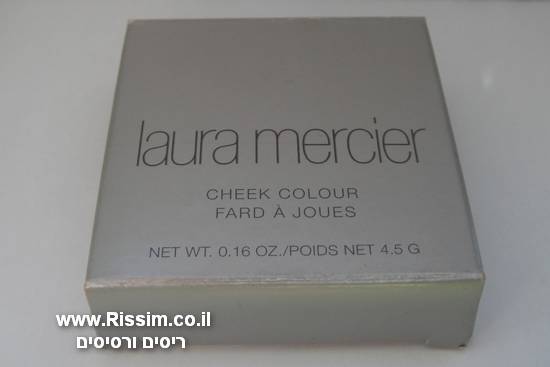 laura mercier
CHEEK COLOUR
FARD À JOUES
NET WT. 0.16 OZ./POIDS NET 4.5 G
www.Rissim.co.il
ריסים ורסיסים